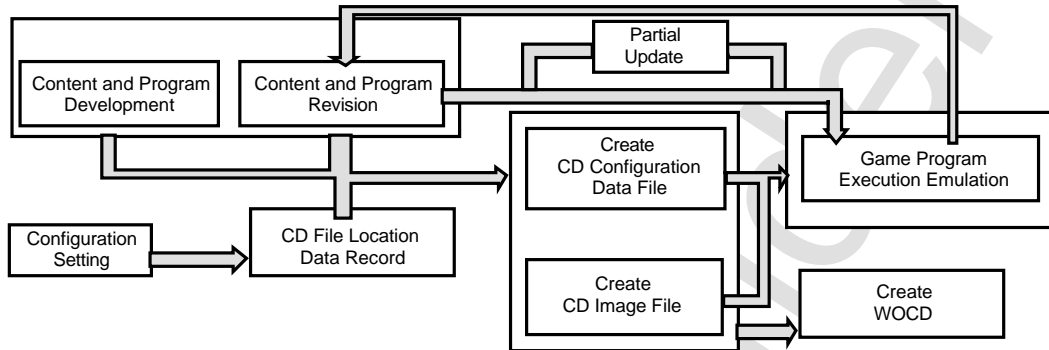 Partial
Update
Content and Program
Development
Content and Program
Revision
Create
CD Configuration
Data File
Game Program
Execution Emulation
Configuration
Setting
CD File Location
Data Record
Create
CD Image File
Create
WOCD